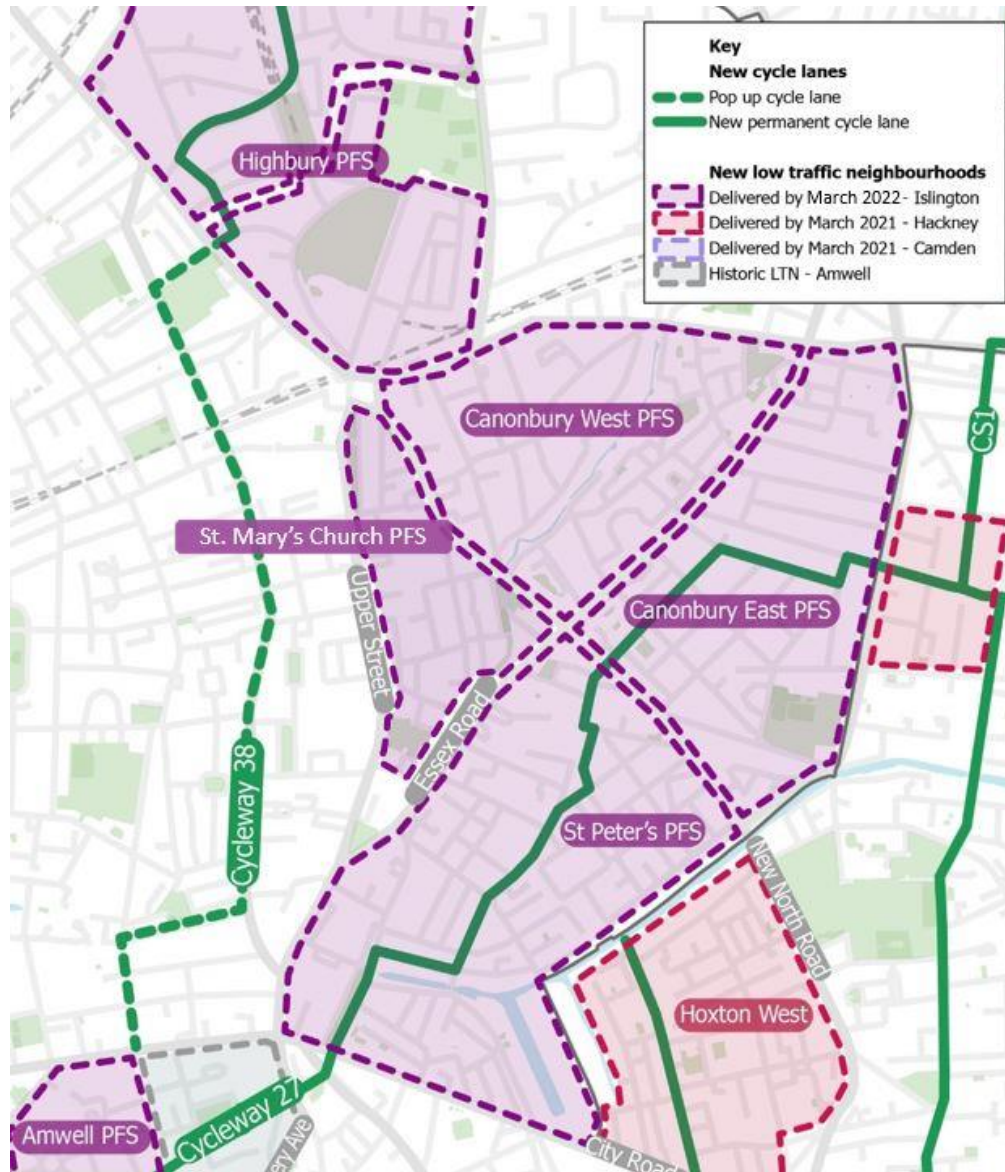 Key
New cycle lanes
Pop up cycle lane
New permanent cycle lane
New low traffic neighbourhoods
Delivered by March 2022- Islington
Delivered by March 2021 - Hackney
Delivered by March 2021 - Camden
Historic LTN - Amwell
Highbury PFS
Canonbury West PFS
CS1
St. Mary's Church PFS
Upper Street
Canonbury East PFS
Essex Road
Cycleway 38
St Peter's PFS
New North Road
Hoxton West
Amwell PFS
Cycleway 27
ery Ave
City Road